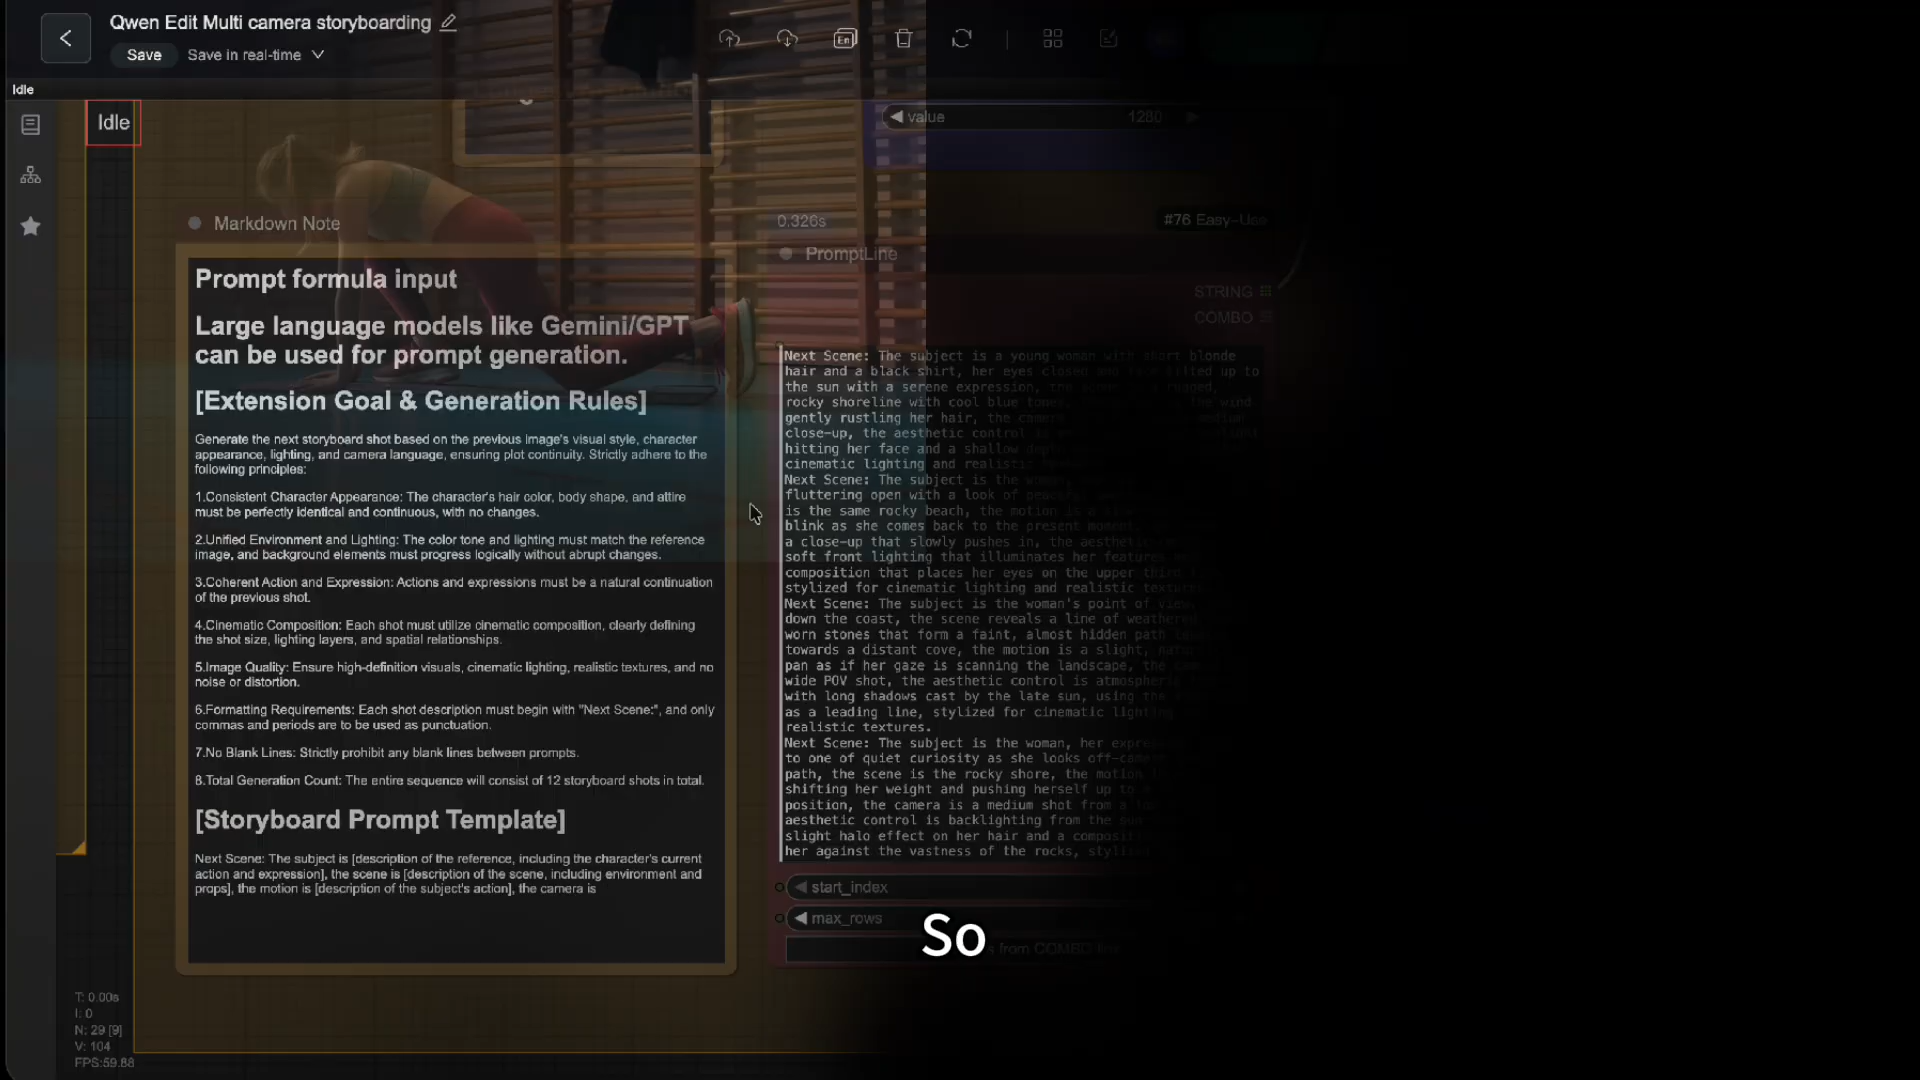 Qwen Edit Multi camera storyboarding
Save Save in real-time
En
Idle
Idle
value 1280
Markdown Note
0.326s
#76 Easy-Use
PromptLine
STRING
COMBO
Prompt formula input
Large language models like Gemini/GPT
can be used for prompt generation.
[Extension Goal & Generation Rules]
Generate the next storyboard shot based on the previous image's visual style, character
appearance, lighting, and camera language, ensuring plot continuity. Strictly adhere to the
following principles:
1.Consistent Character Appearance: The character's hair color, body shape, and attire
must be perfectly identical and continuous, with no changes.
2.Unified Environment and Lighting: The color tone and lighting must match the reference
image, and background elements must progress logically without abrupt changes.
3.Coherent Action and Expression: Actions and expressions must be a natural continuation
of the previous shot.
4.Cinematic Composition: Each shot must utilize cinematic composition, clearly defining
the shot size, lighting layers, and spatial relationships.
5.Image Quality: Ensure high-definition visuals, cinematic lighting, realistic textures, and no
noise or distortion.
6.Formatting Requirements: Each shot description must begin with "Next Scene:", and only
commas and periods are to be used as punctuation.
7.No Blank Lines: Strictly prohibit any blank lines between prompts.
8.Total Generation Count: The entire sequence will consist of 12 storyboard shots in total.
[Storyboard Prompt Template]
Next Scene: The subject is [description of the reference, including the character's current
action and expression], the scene is [description of the scene, including environment and
props], the motion is [description of the subject's action], the camera is
Next Scene: The subject is a young woman with short blonde
hair and a black shirt, her eyes closed and face tilted up to
the sun with a serene expression, the scene is a rugged,
rocky shoreline with cool blue tones, the wind
gently rustling her hair, the camera
close-up, the aesthetic control
hitting her face and a shallow
cinematic lighting and realistic
Next Scene: The subject is the woman,
fluttering open with a look of
is the same rocky beach, the motion is a
blink as she comes back to the present moment,
a close-up that slowly pushes in, the aesthetic
soft front lighting that illuminates her features
composition that places her eyes on the upper third
stylized for cinematic lighting and realistic textures
Next Scene: The subject is the woman's point of view,
down the coast, the scene reveals a line of weathered
worn stones that form a faint, almost hidden path
towards a distant cove, the motion is a slight,
pan as if her gaze is scanning the landscape, the
wide POV shot, the aesthetic control is atmospheric
with long shadows cast by the late sun, using the
as a leading line, stylized for cinematic lighting
realistic textures.
Next Scene: The subject is the woman, her
to one of quiet curiosity as she looks
path, the scene is the rocky shore, the motion
shifting her weight and pushing herself up to
position, the camera is a medium shot from a
aesthetic control is backlighting from the
slight halo effect on her hair and a
her against the vastness of the rocks,
start_index
max_rows
from COMBO
So
T: 0.00s
I: 0
N: 29 [9]
V: 104
FPS:59.88